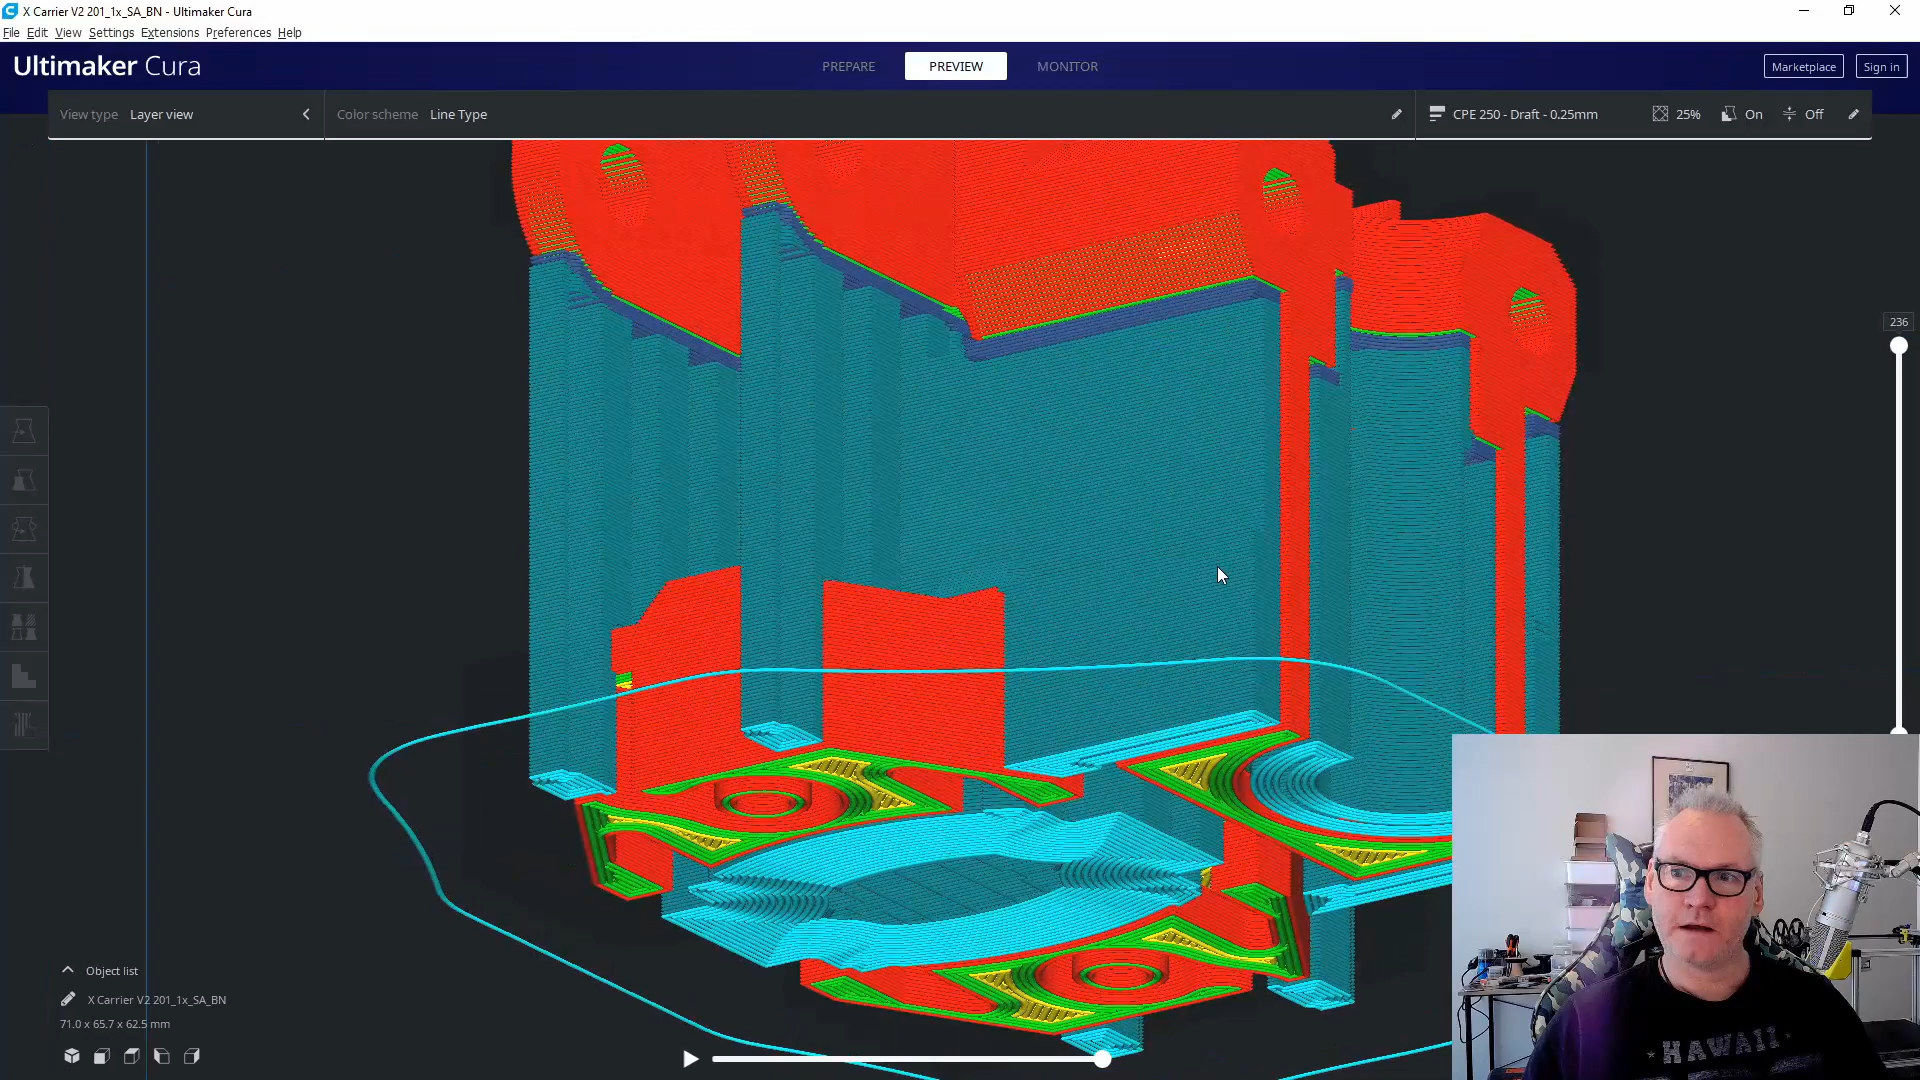 X Carrier V2 201_1x_SA_BN - Ultimaker Cura
File Edit View Settings Extensions Preferences Help
Ultimaker Cura
PREPARE
PREVIEW
MONITOR
Marketplace
Sign in
View type Layer view
Color scheme Line Type
CPE 250 - Draft - 0.25mm
25%
On
Off
236
Object list
X Carrier V2 201_1x_SA_BN
71.0 x 65.7 x 62.5 mm
HAWAII